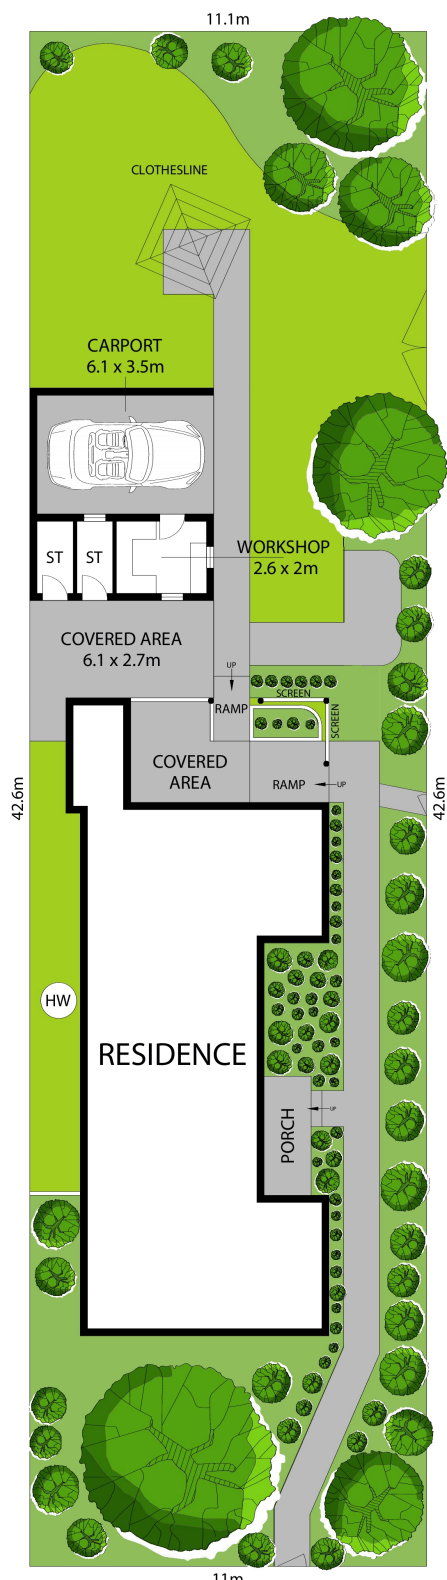 11.1m
CLOTHESLINE
CARPORT
6.1 x 3.5m
ST
ST
WORKSHOP
2.6 x 2m
COVERED AREA
6.1 x 2.7m
UP
RAMP
SCREEN
SCREEN
COVERED
AREA
RAMP
UP
42.6m
42.6m
HW
RESIDENCE
PORCH
UP
11m